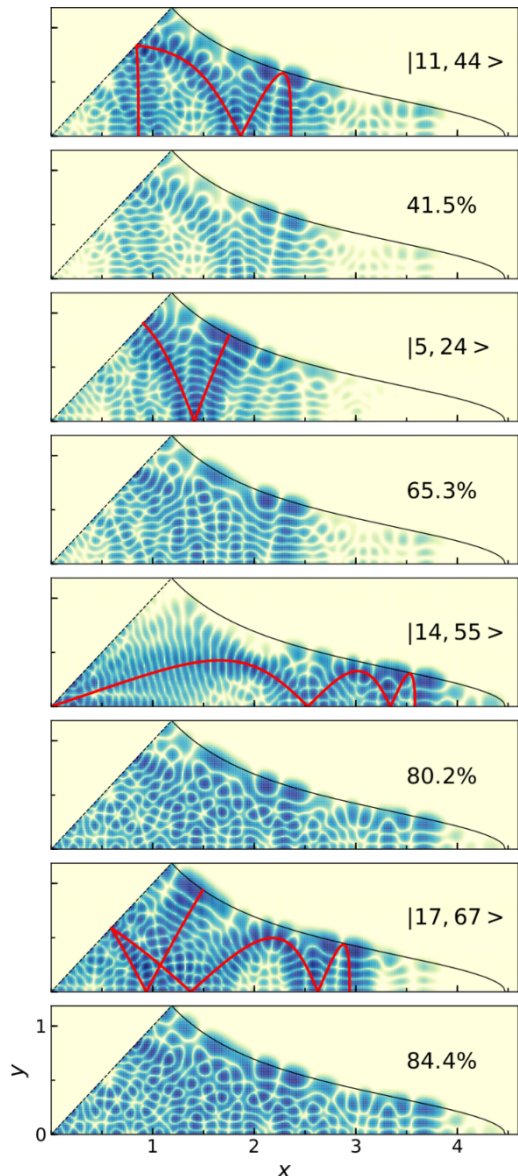 |11, 44 >
41.5%
|5, 24 >
65.3%
|14, 55 >
80.2%
|17, 67 >
84.4%
1
y
0
1
2
3
4
x